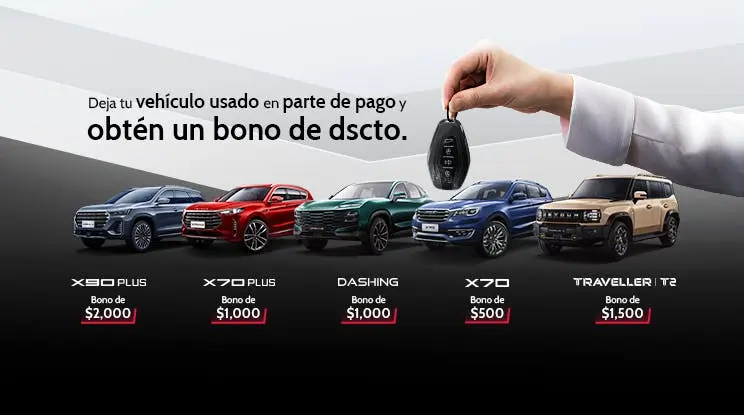 Deja tu vehículo usado en parte de pago y
obtén un bono de dscto.
X90 PLUS X70 PLUS DASHING X70 TRAVELLER | T2
Bono de Bono de Bono de Bono de Bono de
$2,000 $1,000 $1,000 $500 $1,500